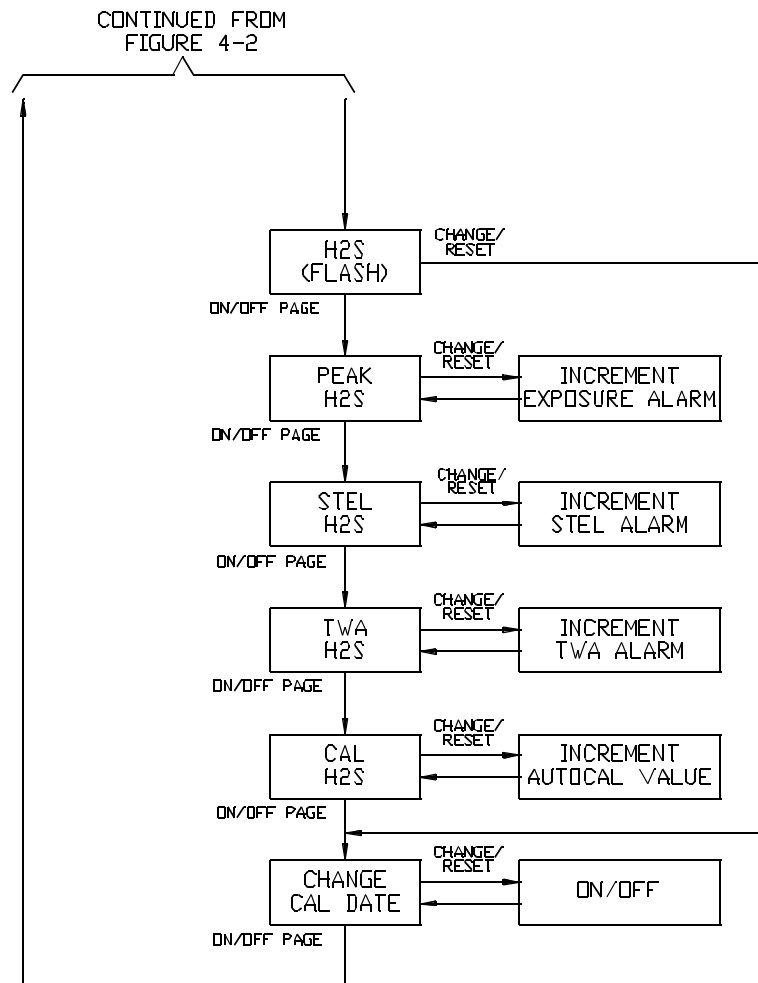 CONTINUED FROM
FIGURE 4-2
H2S
(FLASH)
CHANGE/
RESET
ON/OFF PAGE
PEAK
H2S
CHANGE/
RESET
INCREMENT
EXPOSURE ALARM
ON/OFF PAGE
STEL
H2S
CHANGE/
RESET
INCREMENT
STEL ALARM
ON/OFF PAGE
TWA
H2S
CHANGE/
RESET
INCREMENT
TWA ALARM
ON/OFF PAGE
CAL
H2S
CHANGE/
RESET
INCREMENT
AUTOCAL VALUE
ON/OFF PAGE
CHANGE
CAL DATE
CHANGE/
RESET
ON/OFF
ON/OFF PAGE